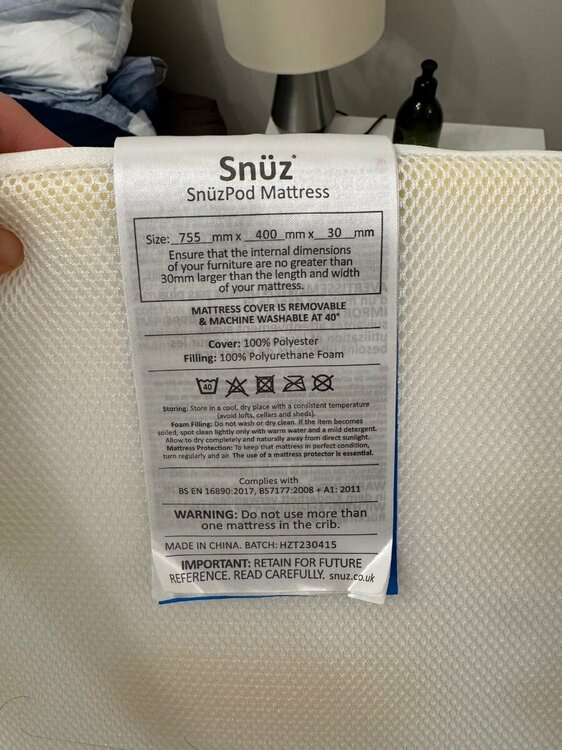 Snüz®
SnüzPod Mattress
Size: 755 mm x 400 mm x 30 mm
Ensure that the internal dimensions
of your furniture are no greater than
30mm larger than the length and width
of your mattress.
MATTRESS COVER IS REMOVABLE
& MACHINE WASHABLE AT 40°
Cover: 100% Polyester
Filling: 100% Polyurethane Foam
40
Storing: Store in a cool, dry place with a consistent temperature
(avoid lofts, cellars and sheds).
Foam Filling: Do not wash or dry clean. If the item becomes
soiled, spot clean lightly only with warm water and a mild detergent.
Allow to dry completely and naturally away from direct sunlight.
Mattress Protection: To keep that mattress in perfect condition,
turn regularly and air. The use of a mattress protector is essential.
Complies with
BS EN 16890:2017, BS7177:2008 + A1: 2011
WARNING: Do not use more than
one mattress in the crib.
MADE IN CHINA. BATCH: HZT230415
IMPORTANT: RETAIN FOR FUTURE
REFERENCE. READ CAREFULLY. snuz.co.uk